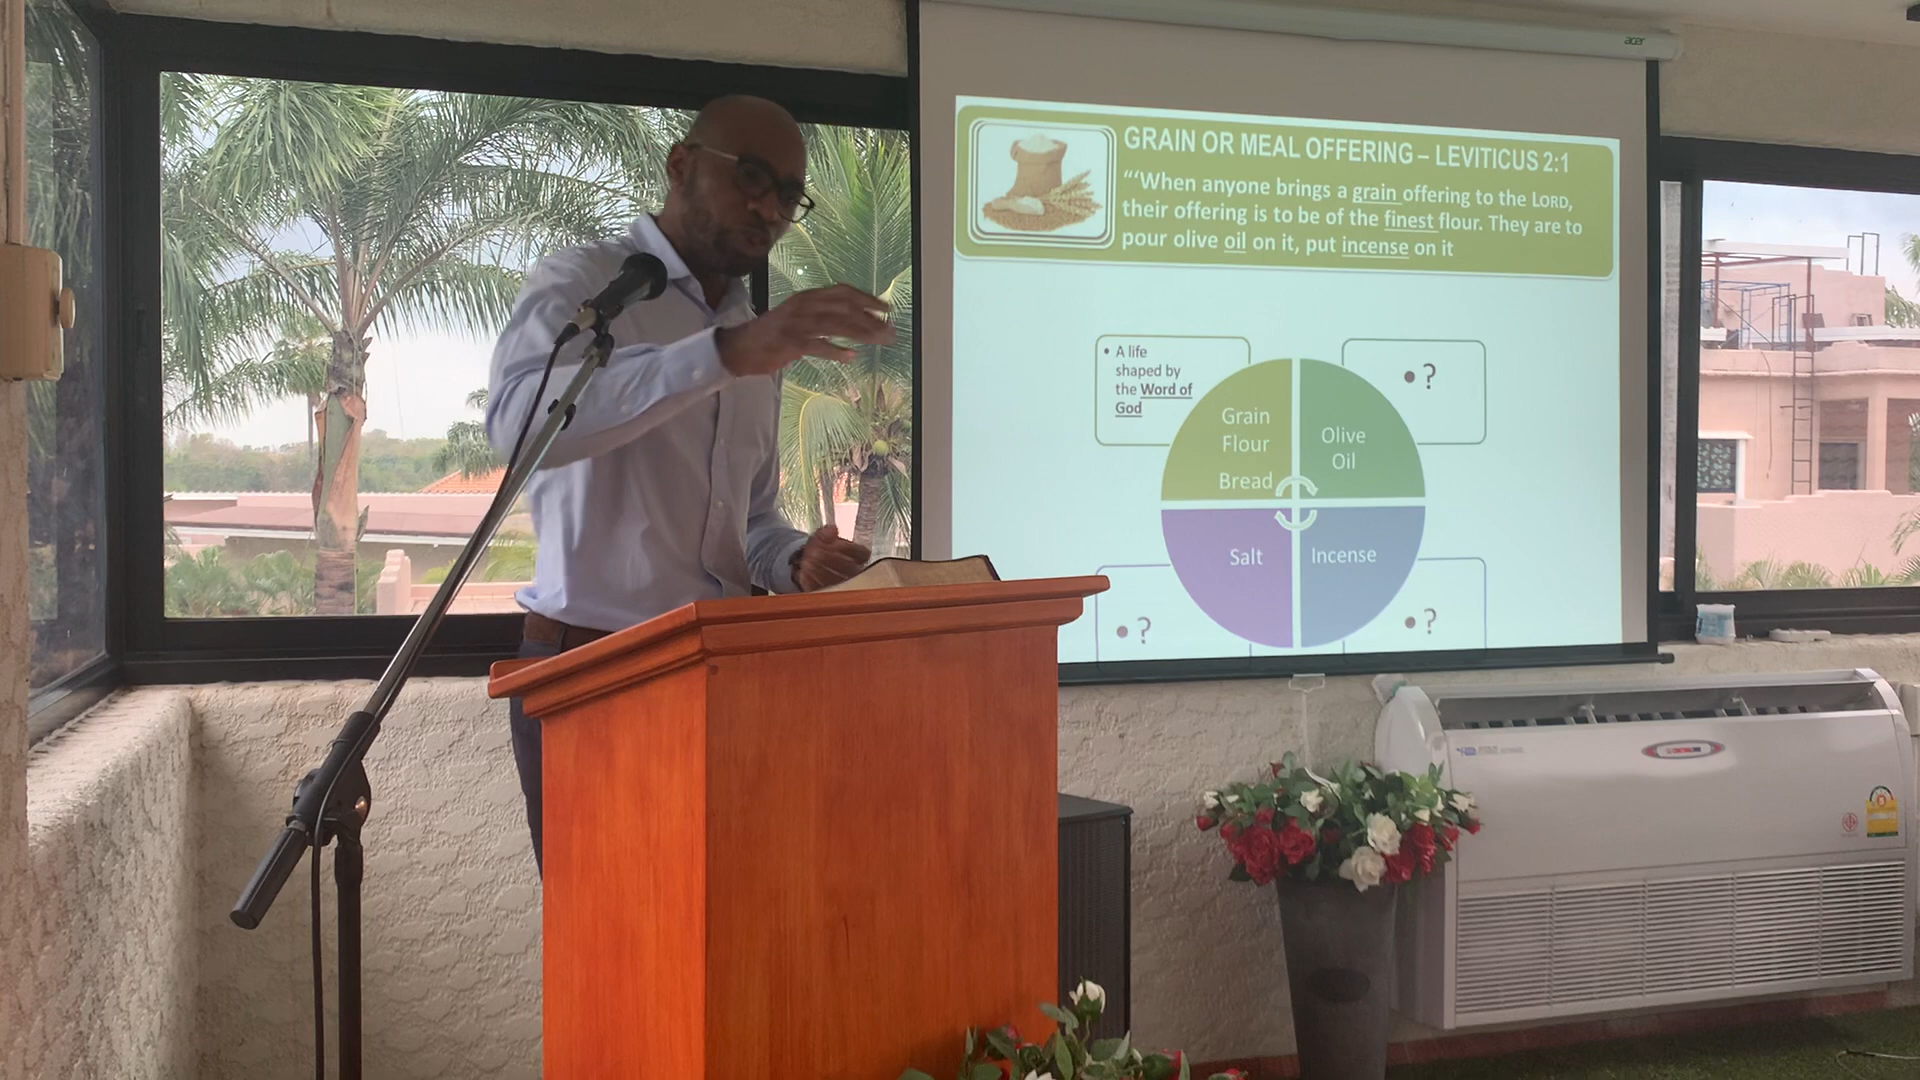 acer
GRAIN OR MEAL OFFERING – LEVITICUS 2:1
“‘When anyone brings a grain offering to the LORD,
their offering is to be of the finest flour. They are to
pour olive oil on it, put incense on it
• A life
shaped by
the Word of
God
• ?
Grain
Flour
Bread
Olive
Oil
Salt
Incense
• ?
• ?